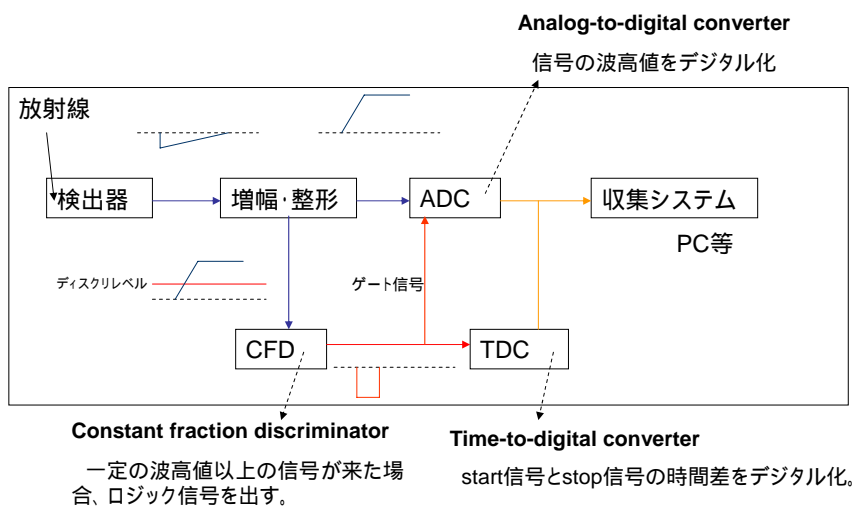 Analog-to-digital converter
信号の波高値をデジタル化
放射線
検出器
増幅・整形
ADC
収集システム
PC等
ディスクリレベル
ゲート信号
CFD
TDC
Constant fraction discriminator
一定の波高値以上の信号が来た場
合、ロジック信号を出す。
Time-to-digital converter
start信号とstop信号の時間差をデジタル化。